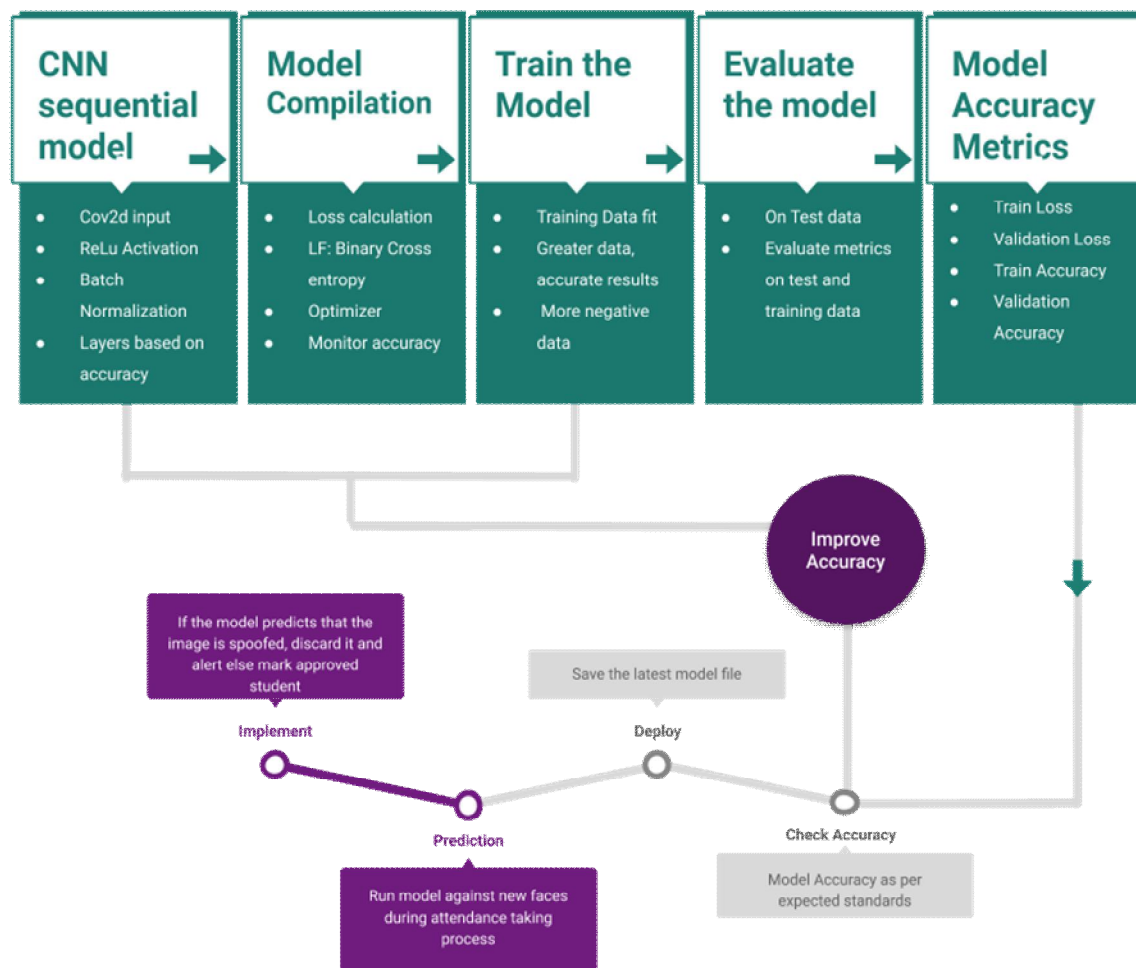 CNN
sequential
model
Model
Compilation
Train the
Model
Evaluate
the model
Model
Accuracy
Metrics
Cov2d input
ReLu Activation
Batch
Normalization
Layers based on
accuracy
Loss calculation
LF: Binary Cross
entropy
Optimizer
Monitor accuracy
Training Data fit
Greater data,
accurate results
More negative
data
On Test data
Evaluate metrics
on test and
training data
Train Loss
Validation Loss
Train Accuracy
Validation
Accuracy
Improve
Accuracy
If the model predicts that the
image is spoofed, discard it and
alert else mark approved
student
Implement
Save the latest model file
Deploy
Prediction
Run model against new faces
during attendance taking
process
Check Accuracy
Model Accuracy as per
expected standards